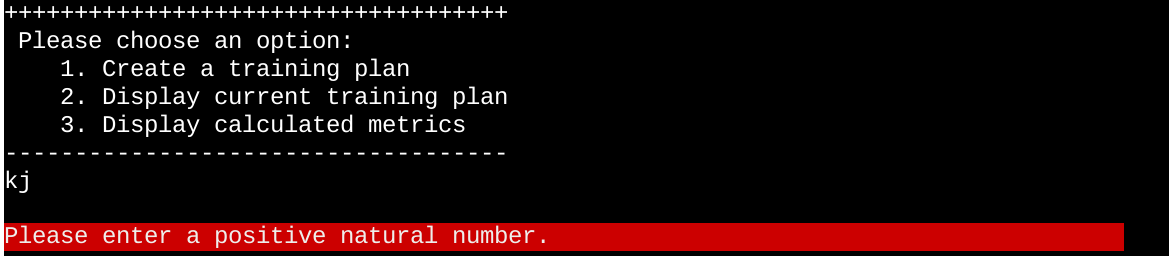 ++++++++++++++++++++++++++++++++++++
Please choose an option:
1. Create a training plan
2. Display current training plan
3. Display calculated metrics
------------------------------------
kj
Please enter a positive natural number.